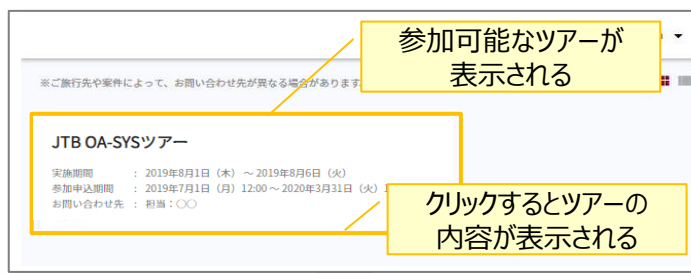 参加可能なツアーが
表示される
※ご旅行先や案件によって、お問い合わせ先が異なる場合があります
JTB OA-SYSツアー
実施期間 : 2019年8月1日（木）～2019年8月6日（火）
参加申込期間 : 2019年7月1日（月）12:00～2020年3月31日（火）
お問い合わせ先 : 担当：〇〇
クリックするとツアーの
内容が表示される